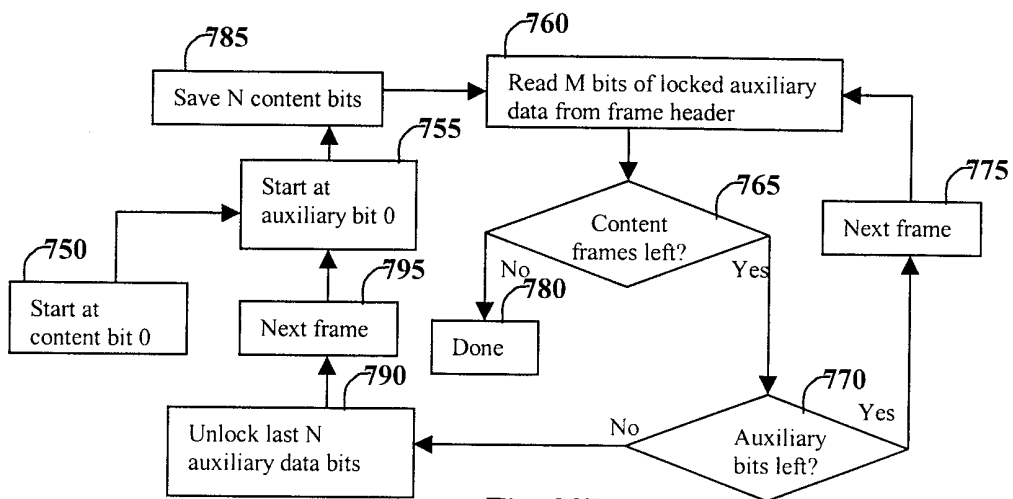 785
Save N content bits
760
Read M bits of locked auxiliary
data from frame header
755
Start at
auxiliary bit 0
765
Content
frames left?
775
Next frame
750
Start at
content bit 0
795
Next frame
No
Yes
780
Done
790
Unlock last N
auxiliary data bits
No
770
Auxiliary
bits left?
Yes